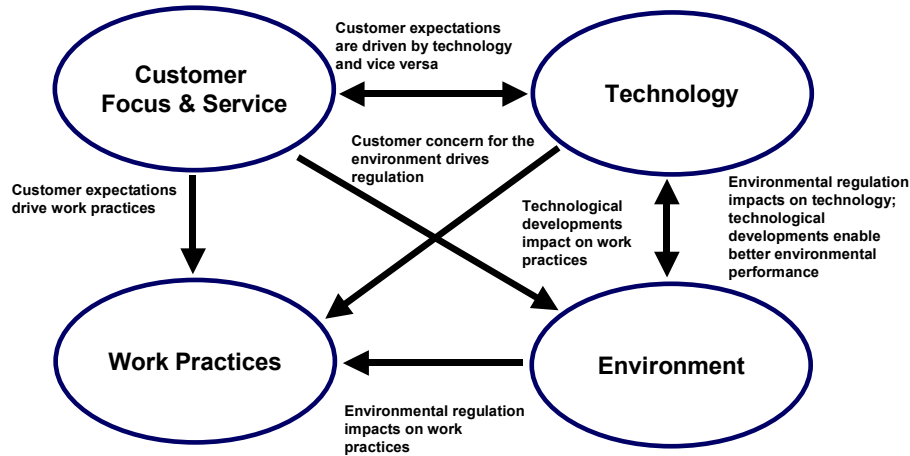 Customer expectations
are driven by technology
and vice versa
Customer
Focus & Service
Technology
Customer concern for the
environment drives
regulation
Customer expectations
drive work practices
Technological
developments
impact on work
practices
Environmental regulation
impacts on technology;
technological
developments enable
better environmental
performance
Work Practices
Environment
Environmental regulation
impacts on work
practices